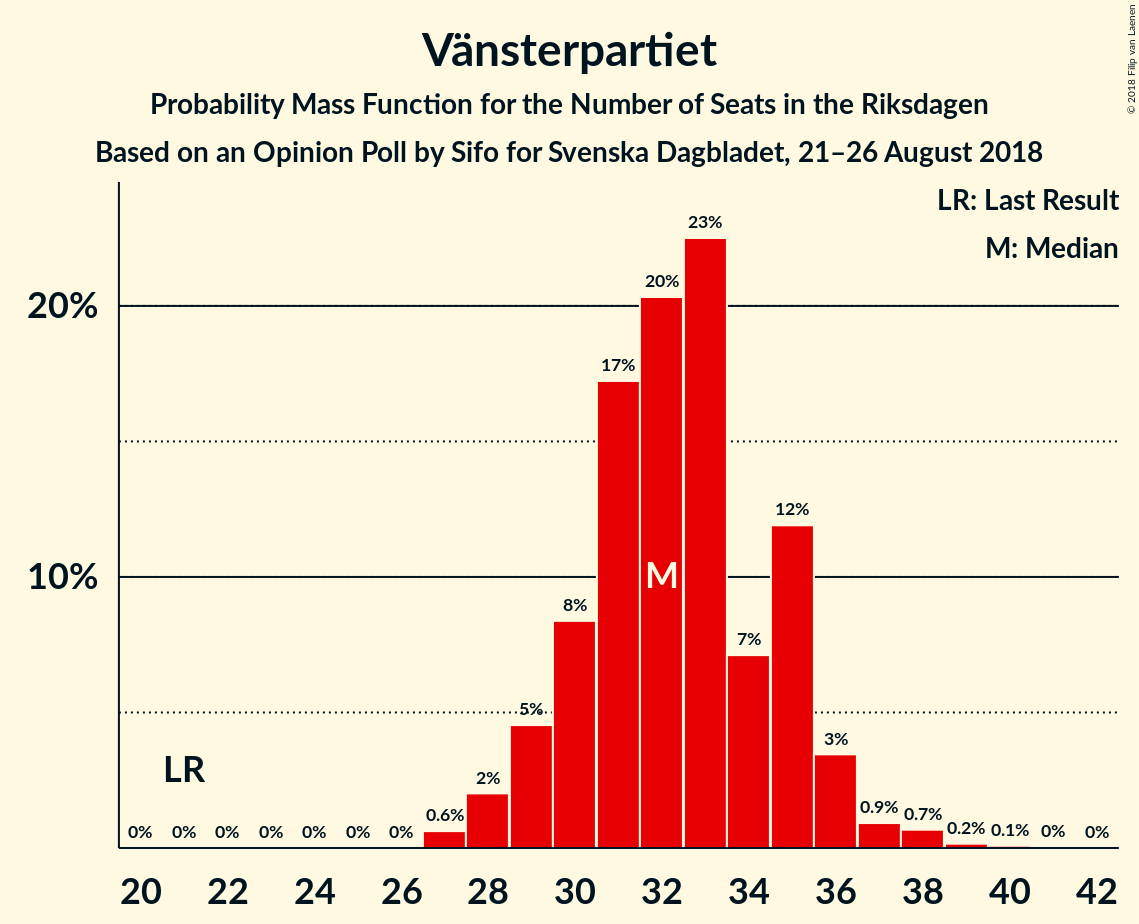 Vänsterpartiet
Probability Mass Function for the Number of Seats in the Riksdagen
Based on an Opinion Poll by Sifo for Svenska Dagbladet, 21–26 August 2018
© 2018 Filip van Laenen
LR: Last Result
M: Median
20%
10%
0% 0% 0% 0% 0% 0% 0% 0.6% 2% 5% 8% 17% 20% 23% 7% 12% 3% 0.9% 0.7% 0.2% 0.1% 0% 0%
LR
M
20 22 24 26 28 30 32 34 36 38 40 42